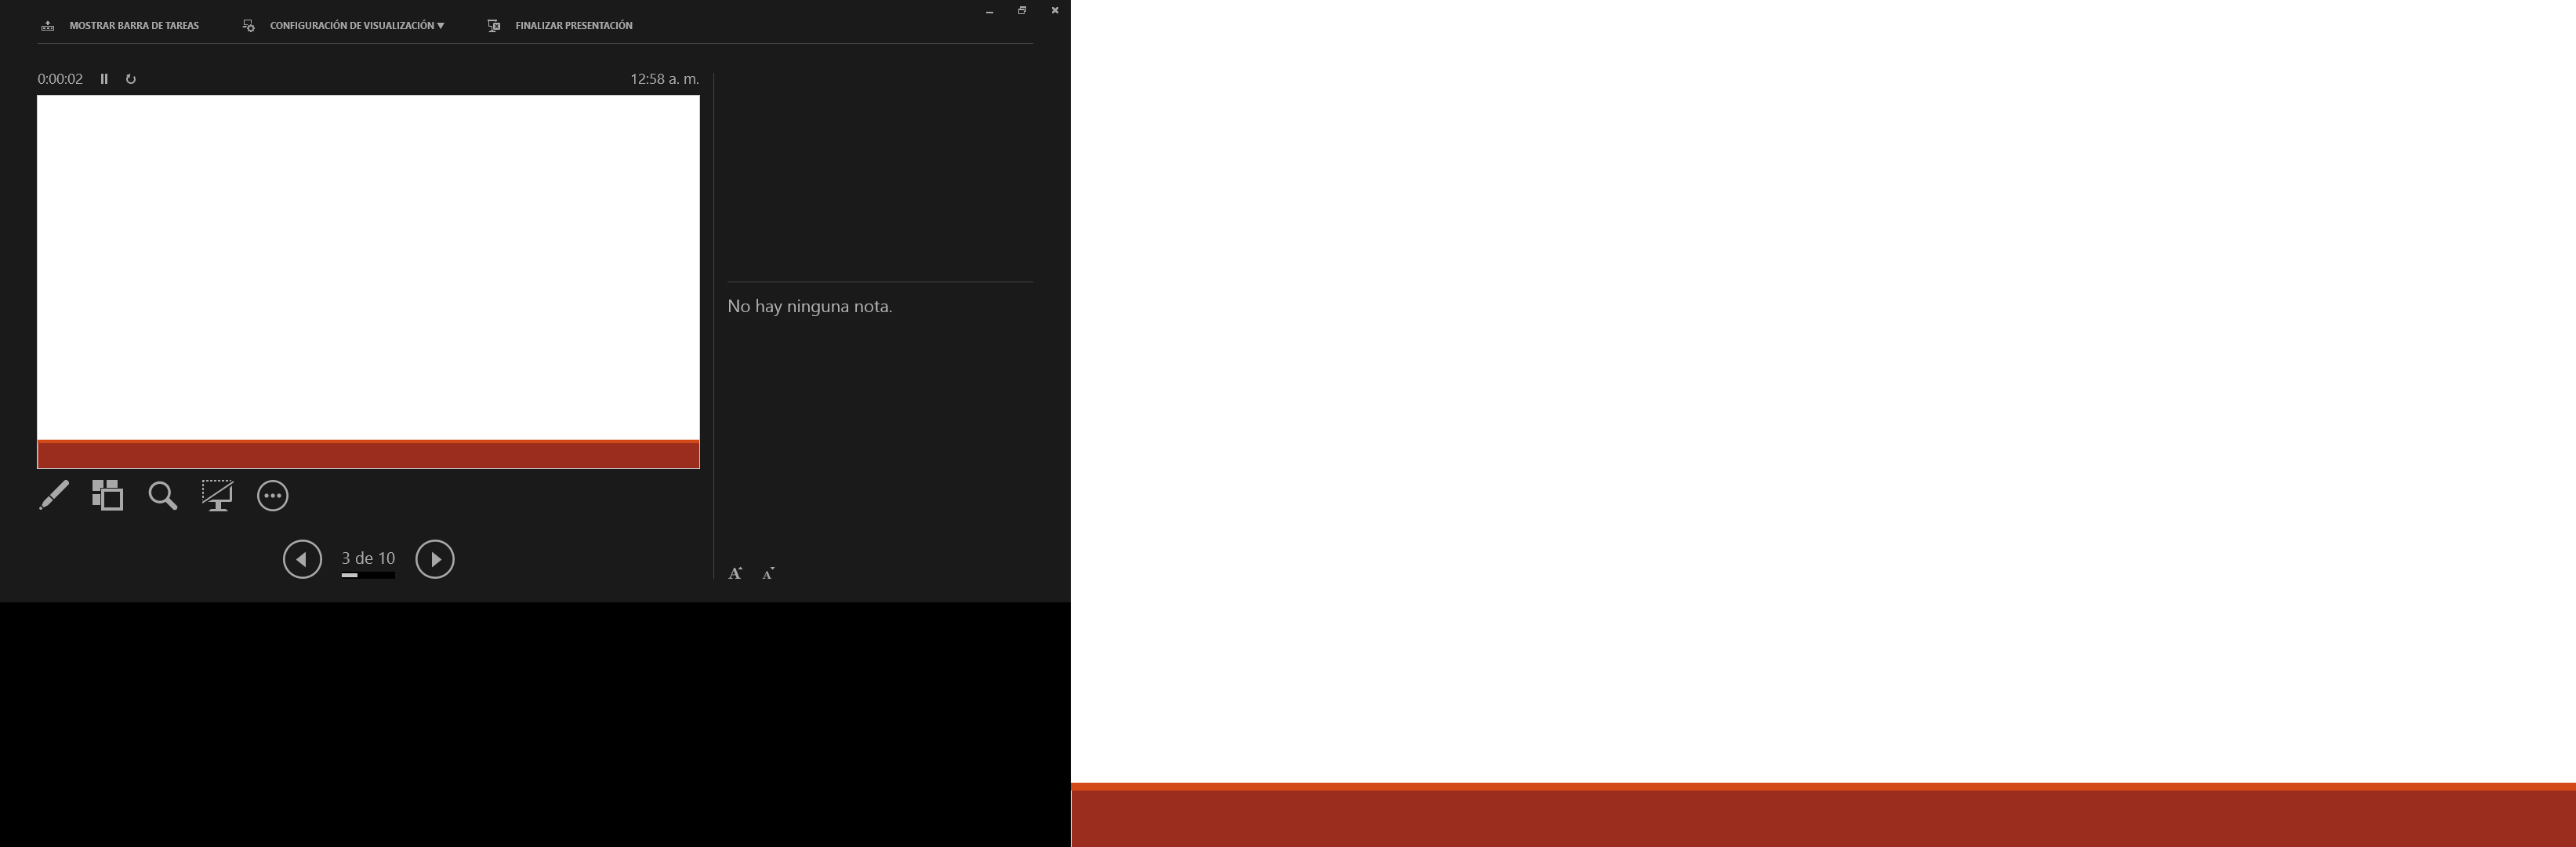 MOSTRAR BARRA DE TAREAS
CONFIGURACIÓN DE VISUALIZACIÓN ▼
FINALIZAR PRESENTACIÓN
0:00:02
12:58 a. m.
No hay ninguna nota.
3 de 10
A A